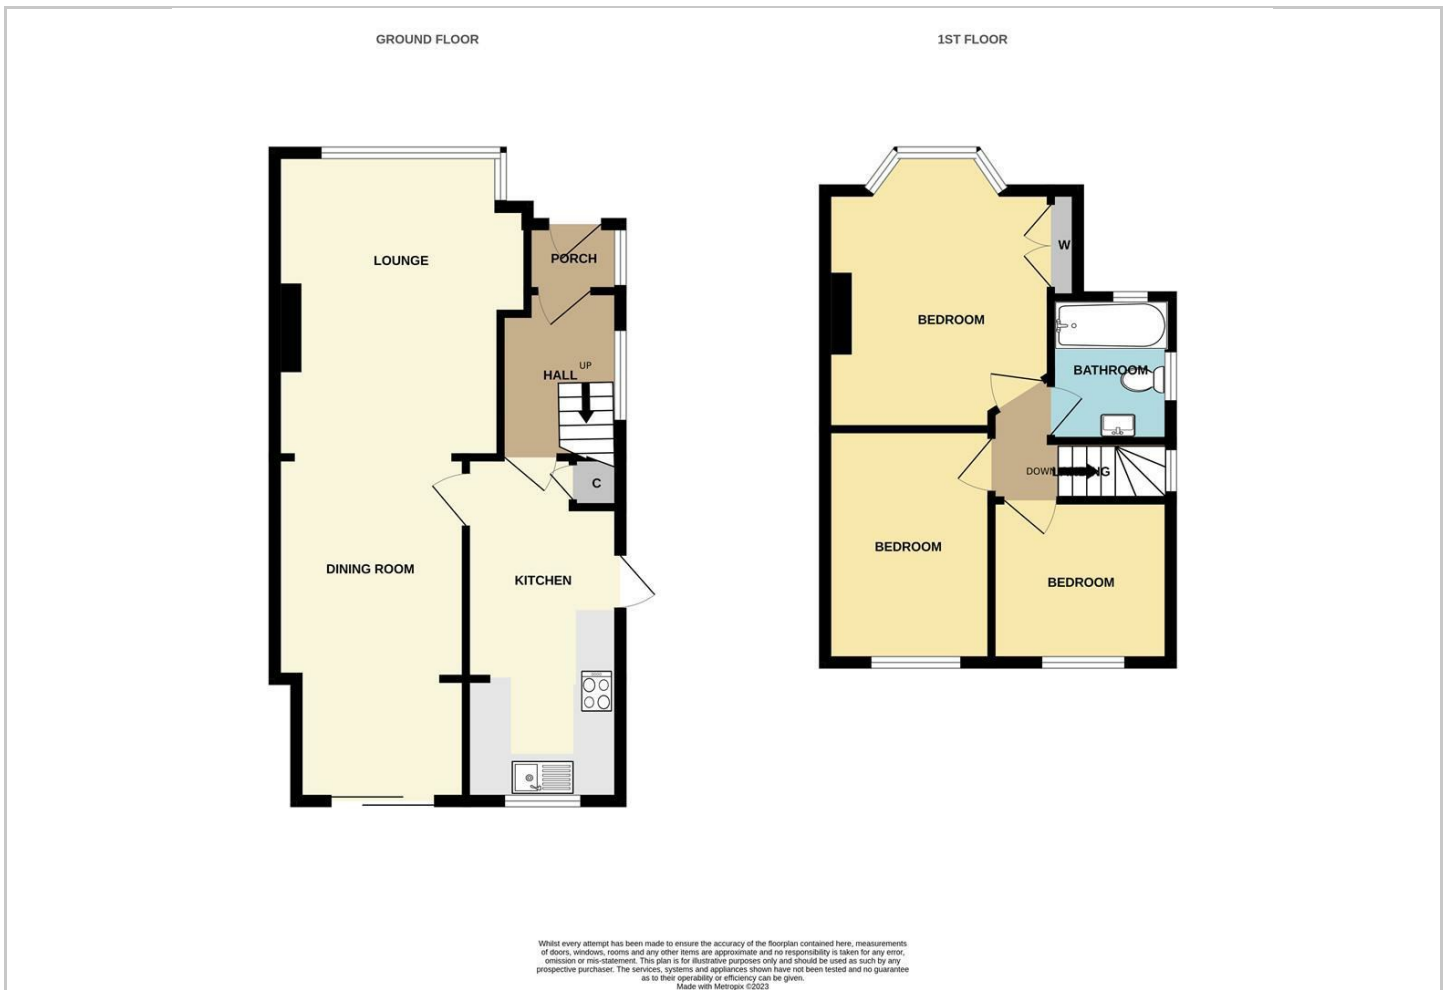 GROUND FLOOR
1ST FLOOR
LOUNGE
PORCH
UP
HALL
C
DINING ROOM
KITCHEN
W
BEDROOM
BATHROOM
DOWN
LANDING
BEDROOM
BEDROOM
Whilst every attempt has been made to ensure the accuracy of the floorplan contained here, measurements
of doors, windows, rooms and any other items are approximate and no responsibility is taken for any error,
omission or mis-statement. This plan is for illustrative purposes only and should be used as such by any
prospective purchaser. The services, systems and appliances shown have not been tested and no guarantee
as to their operability or efficiency can be given.
Made with Metropix ©2023